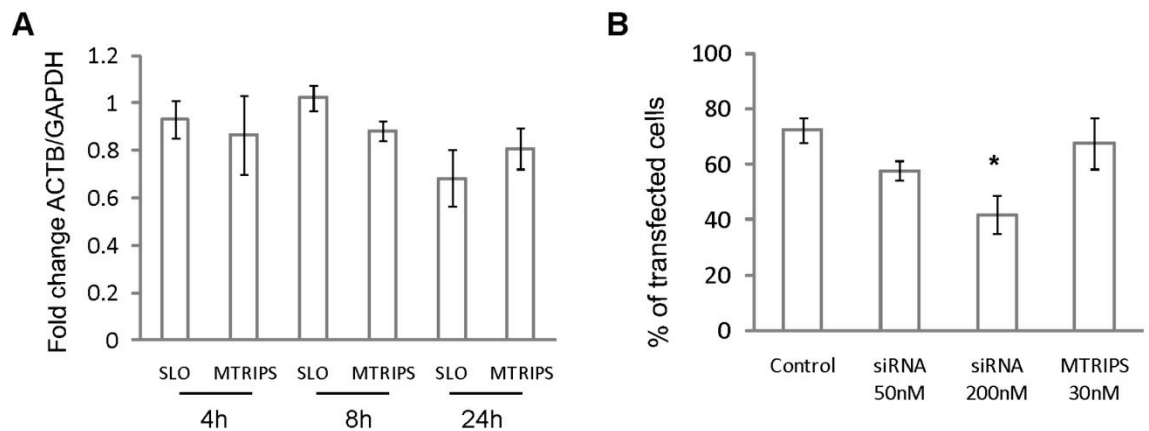 A
Fold change ACTB/GAPDH
1.2
1
0.8
0.6
0.4
0.2
0
SLO MTRIPS SLO MTRIPS SLO MTRIPS
4h 8h 24h
B
% of transfected cells
100
80
60
40
20
0
*
Control siRNA siRNA MTRIPS
50nM 200nM 30nM